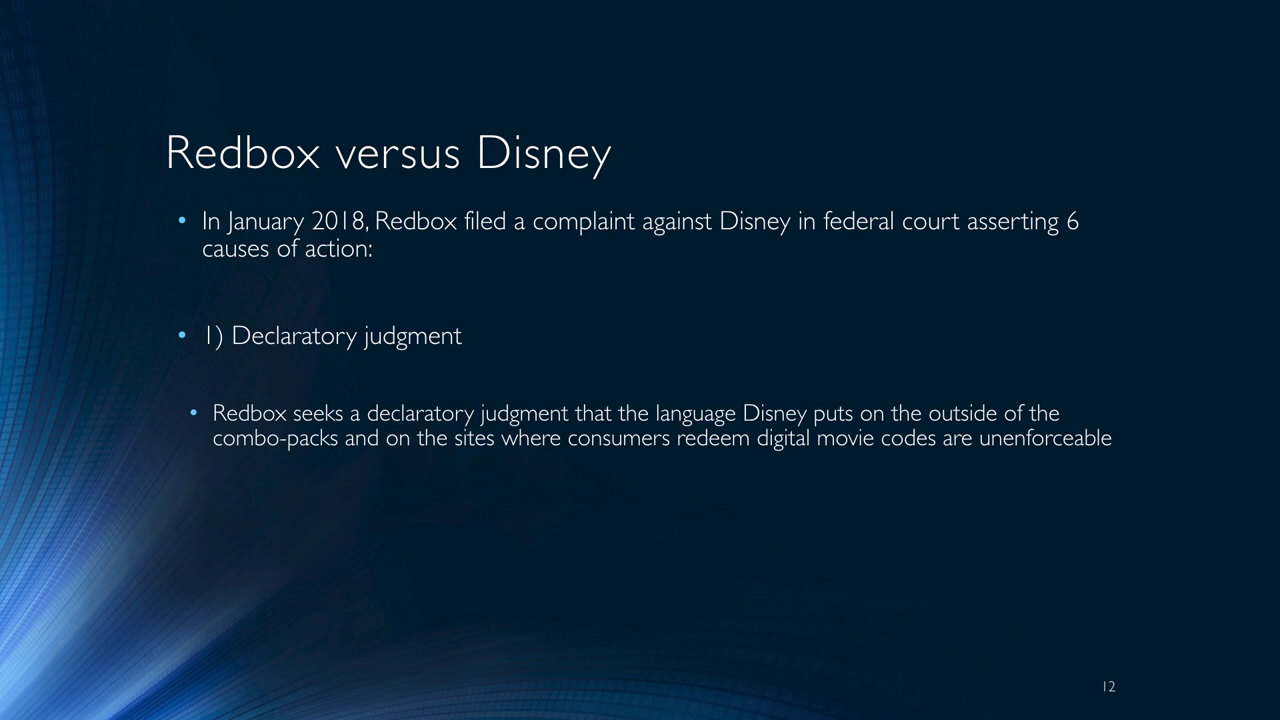 Redbox versus Disney
• In January 2018, Redbox filed a complaint against Disney in federal court asserting 6
causes of action:
• 1) Declaratory judgment
• Redbox seeks a declaratory judgment that the language Disney puts on the outside of the
combo-packs and on the sites where consumers redeem digital movie codes are unenforceable
12